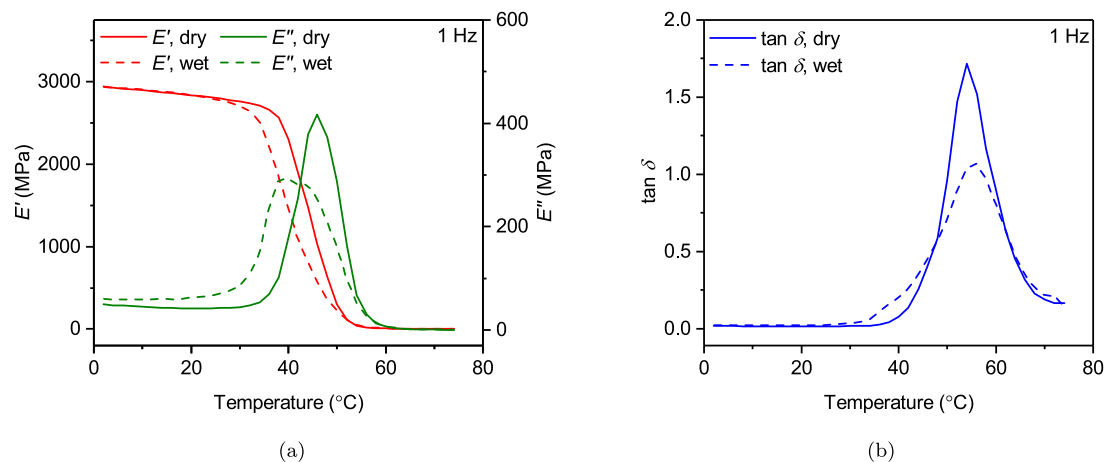 E′, dry
E′, wet
E″, dry
E″, wet
1 Hz
3000
2000
1000
0
E′ (MPa)
600
400
200
0
E″ (MPa)
0
20
40
60
80
Temperature (°C)
(a)
tan δ, dry
tan δ, wet
1 Hz
2.0
1.5
1.0
0.5
0.0
tan δ
0
20
40
60
80
Temperature (°C)
(b)